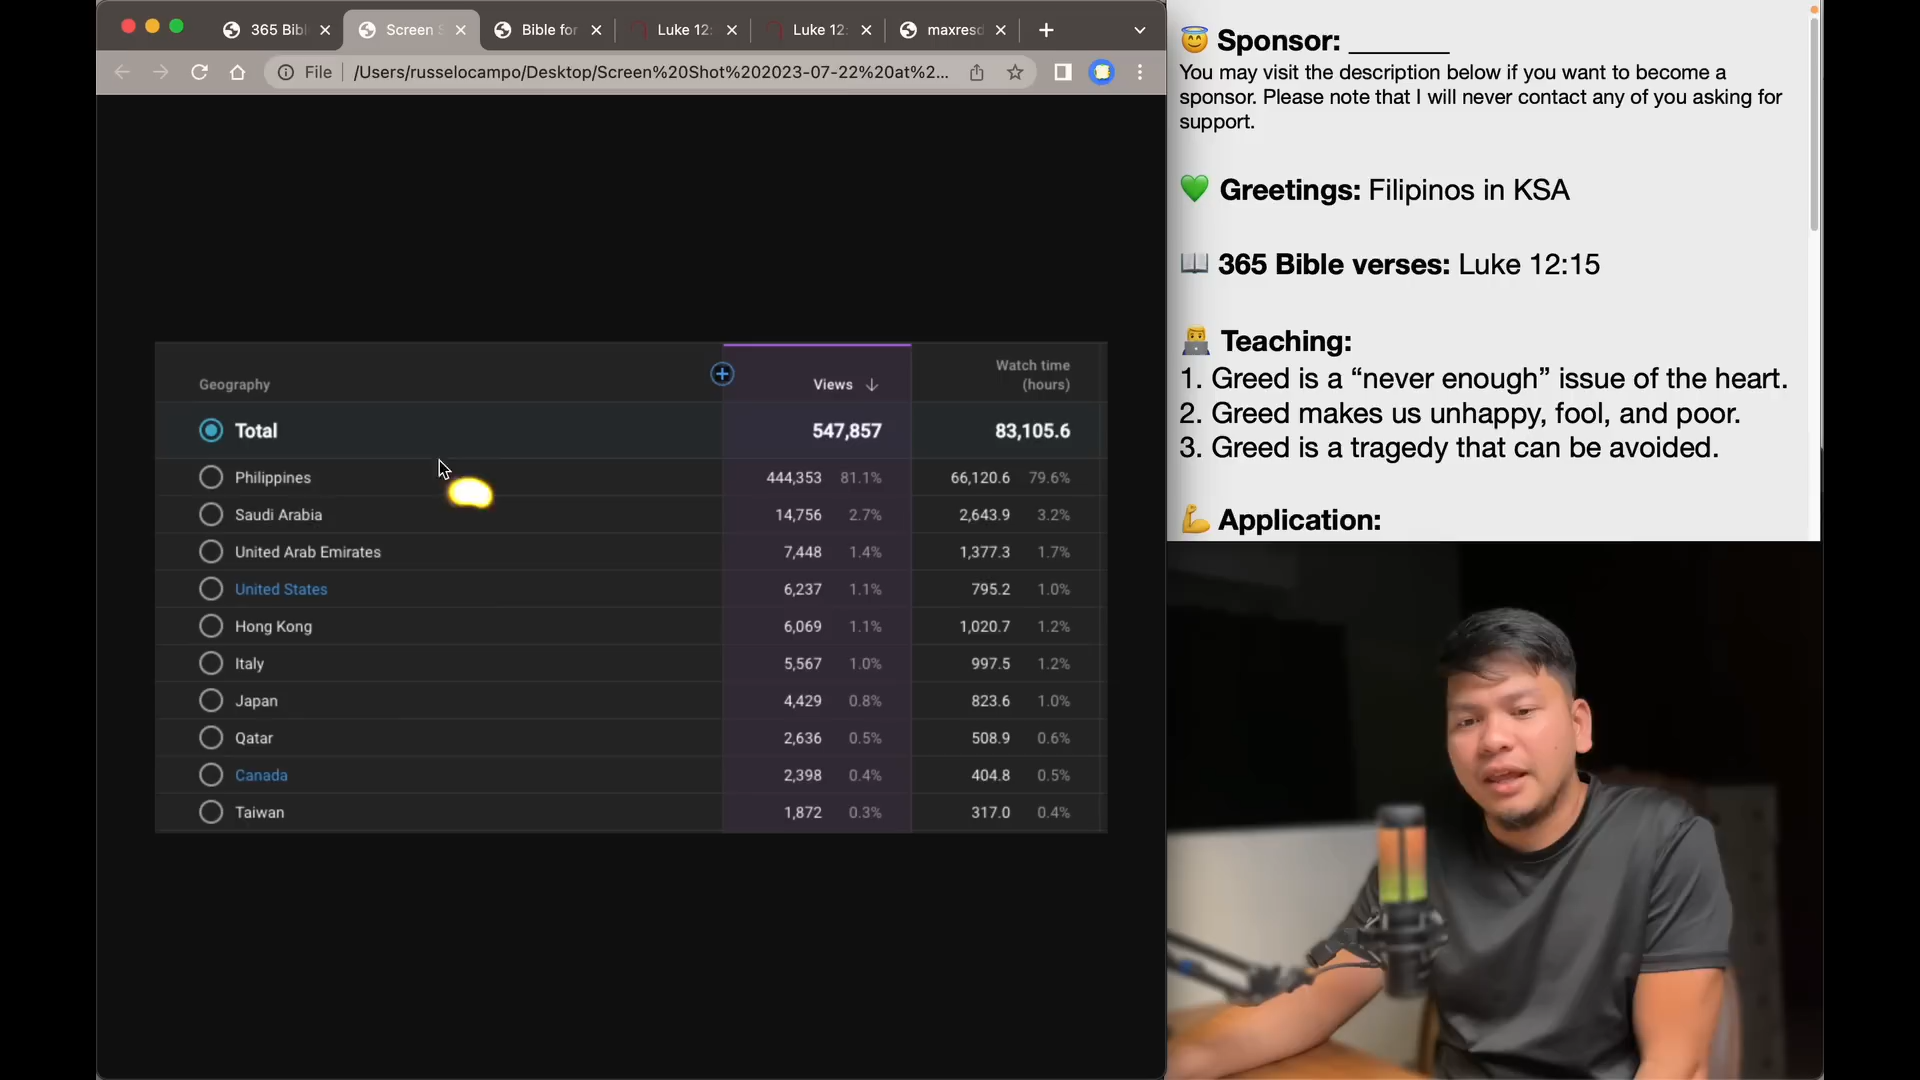 365 Bibl
Screen S
Bible for
Luke 12:
Luke 12:
maxresd
File
/Users/russelocampo/Desktop/Screen%20Shot%202023-07-22%20at%2...
Geography
Views
Watch time
(hours)
Total 547,857 83,105.6
Philippines 444,353 81.1% 66,120.6 79.6%
Saudi Arabia 14,756 2.7% 2,643.9 3.2%
United Arab Emirates 7,448 1.4% 1,377.3 1.7%
United States 6,237 1.1% 795.2 1.0%
Hong Kong 6,069 1.1% 1,020.7 1.2%
Italy 5,567 1.0% 997.5 1.2%
Japan 4,429 0.8% 823.6 1.0%
Qatar 2,636 0.5% 508.9 0.6%
Canada 2,398 0.4% 404.8 0.5%
Taiwan 1,872 0.3% 317.0 0.4%
😇 Sponsor: _______
You may visit the description below if you want to become a
sponsor. Please note that I will never contact any of you asking for
support.
💚 Greetings: Filipinos in KSA
📖 365 Bible verses: Luke 12:15
👨‍💻 Teaching:
1. Greed is a “never enough” issue of the heart.
2. Greed makes us unhappy, fool, and poor.
3. Greed is a tragedy that can be avoided.
💪 Application: